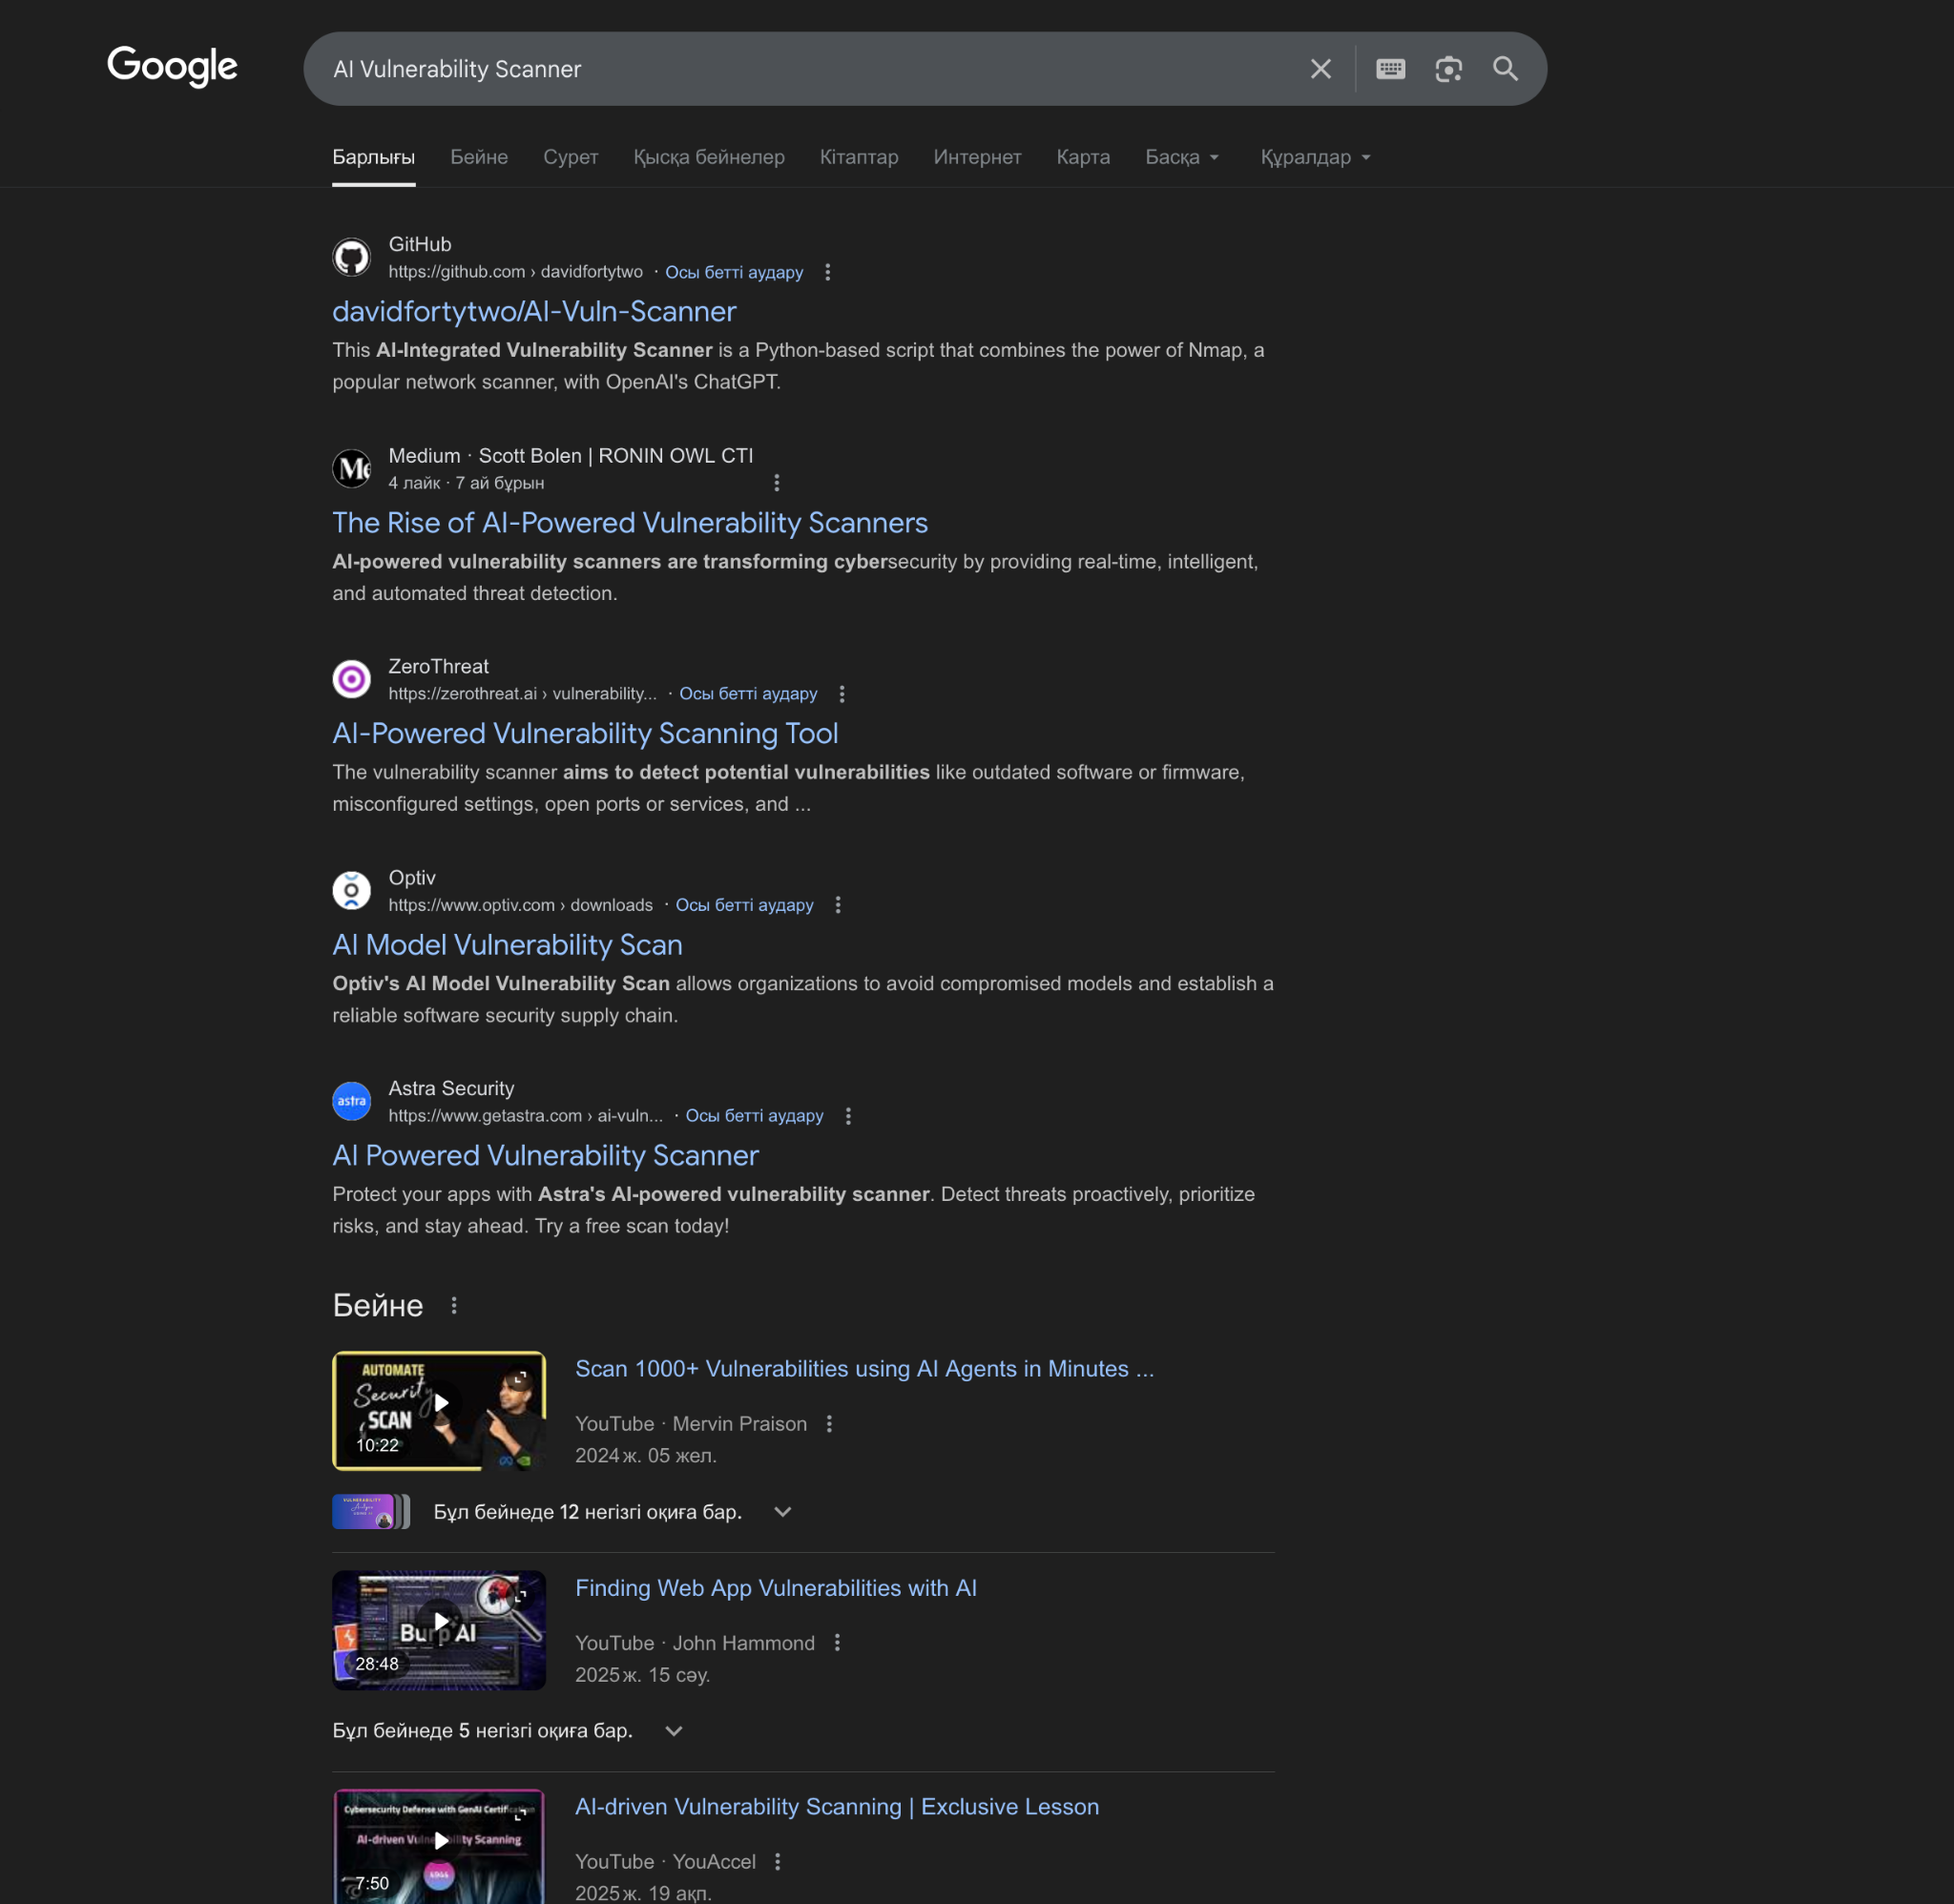 Google
AI Vulnerability Scanner
Барлығы Бейне Сурет Қысқа бейнелер Кітаптар Интернет Карта Басқа Құралдар
GitHub
https://github.com › davidfortytwo · Осы бетті аудару
davidfortytwo/AI-Vuln-Scanner
This AI-Integrated Vulnerability Scanner is a Python-based script that combines the power of Nmap, a
popular network scanner, with OpenAI's ChatGPT.
Medium · Scott Bolen | RONIN OWL CTI
4 лайк · 7 ай бұрын
The Rise of AI-Powered Vulnerability Scanners
AI-powered vulnerability scanners are transforming cybersecurity by providing real-time, intelligent,
and automated threat detection.
ZeroThreat
https://zerothreat.ai › vulnerability... · Осы бетті аудару
AI-Powered Vulnerability Scanning Tool
The vulnerability scanner aims to detect potential vulnerabilities like outdated software or firmware,
misconfigured settings, open ports or services, and ...
Optiv
https://www.optiv.com › downloads · Осы бетті аудару
AI Model Vulnerability Scan
Optiv's AI Model Vulnerability Scan allows organizations to avoid compromised models and establish a
reliable software security supply chain.
astra
Astra Security
https://www.getastra.com › ai-vuln... · Осы бетті аудару
AI Powered Vulnerability Scanner
Protect your apps with Astra's AI-powered vulnerability scanner. Detect threats proactively, prioritize
risks, and stay ahead. Try a free scan today!
Бейне
AUTOMATE
Security
SCAN
10:22
Scan 1000+ Vulnerabilities using AI Agents in Minutes ...
YouTube · Mervin Praison
2024 ж. 05 жел.
Бұл бейнеде 12 негізгі оқиға бар.
Burp AI
28:48
Finding Web App Vulnerabilities with AI
YouTube · John Hammond
2025 ж. 15 сәу.
Бұл бейнеде 5 негізгі оқиға бар.
Cybersecurity Defense with GenAI
AI-driven Vulnerability Scanning
7:50
AI-driven Vulnerability Scanning | Exclusive Lesson
YouTube · YouAccel
2025 ж. 19 ақп.